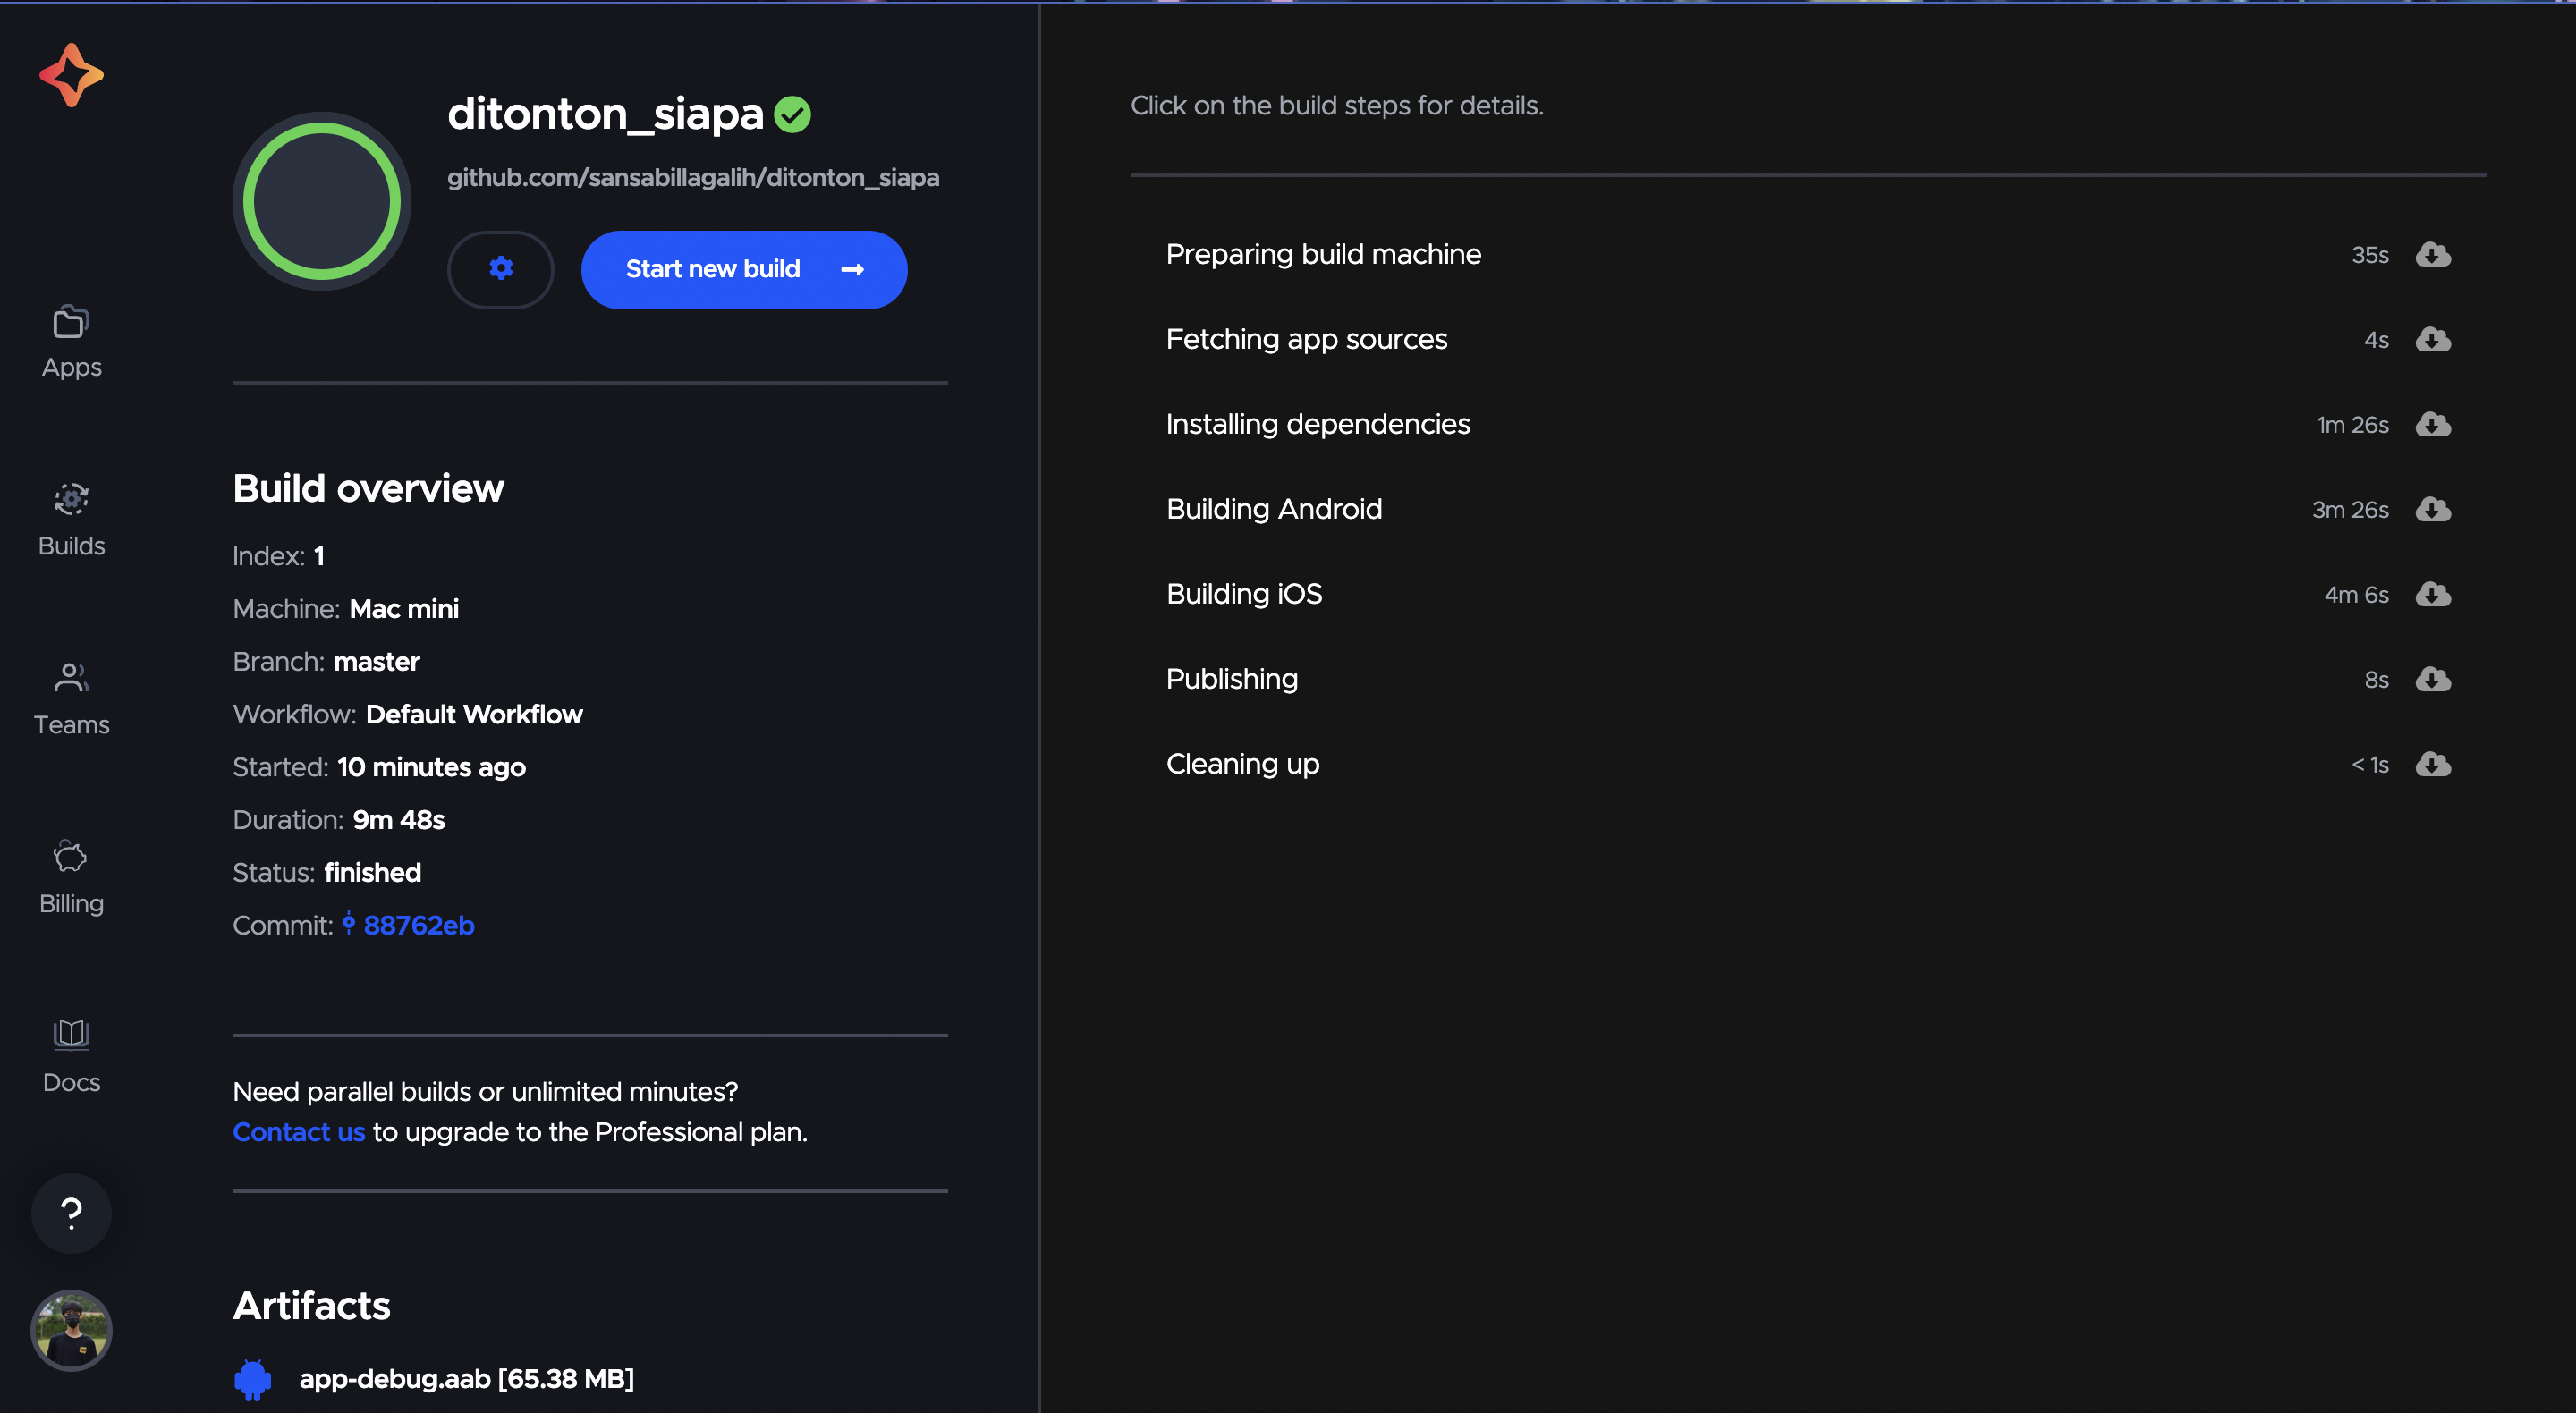 Apps
Builds
Teams
Billing
Docs
?
ditonton_siapa
github.com/sansabillagalih/ditonton_siapa
Start new build
Build overview
Index: 1
Machine: Mac mini
Branch: master
Workflow: Default Workflow
Started: 10 minutes ago
Duration: 9m 48s
Status: finished
Commit: 88762eb
Need parallel builds or unlimited minutes?
Contact us to upgrade to the Professional plan.
Artifacts
app-debug.aab [65.38 MB]
Click on the build steps for details.
Preparing build machine 35s
Fetching app sources 4s
Installing dependencies 1m 26s
Building Android 3m 26s
Building iOS 4m 6s
Publishing 8s
Cleaning up < 1s